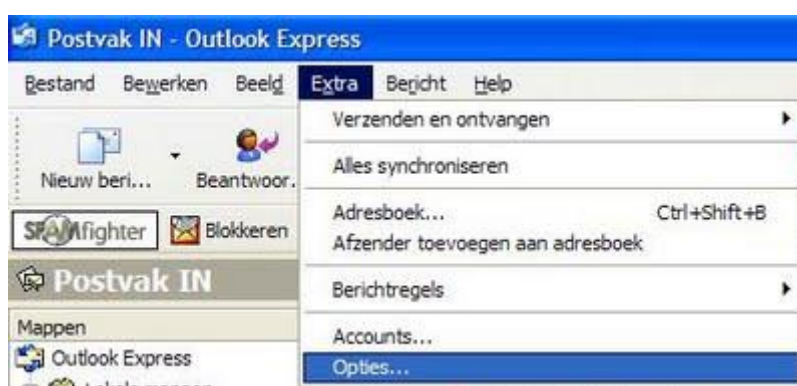 Postvak IN - Outlook Express
Bestand Bewerken Beeld Extra Bericht Help
Verzenden en ontvangen
Alles synchroniseren
Adresboek... Ctrl+Shift+B
Afzender toevoegen aan adresboek
Berichtregels
Accounts...
Opties...
Nieuw beri... Beantwoor.
SPAMfighter Blokkeren
Postvak IN
Mappen
Outlook Express